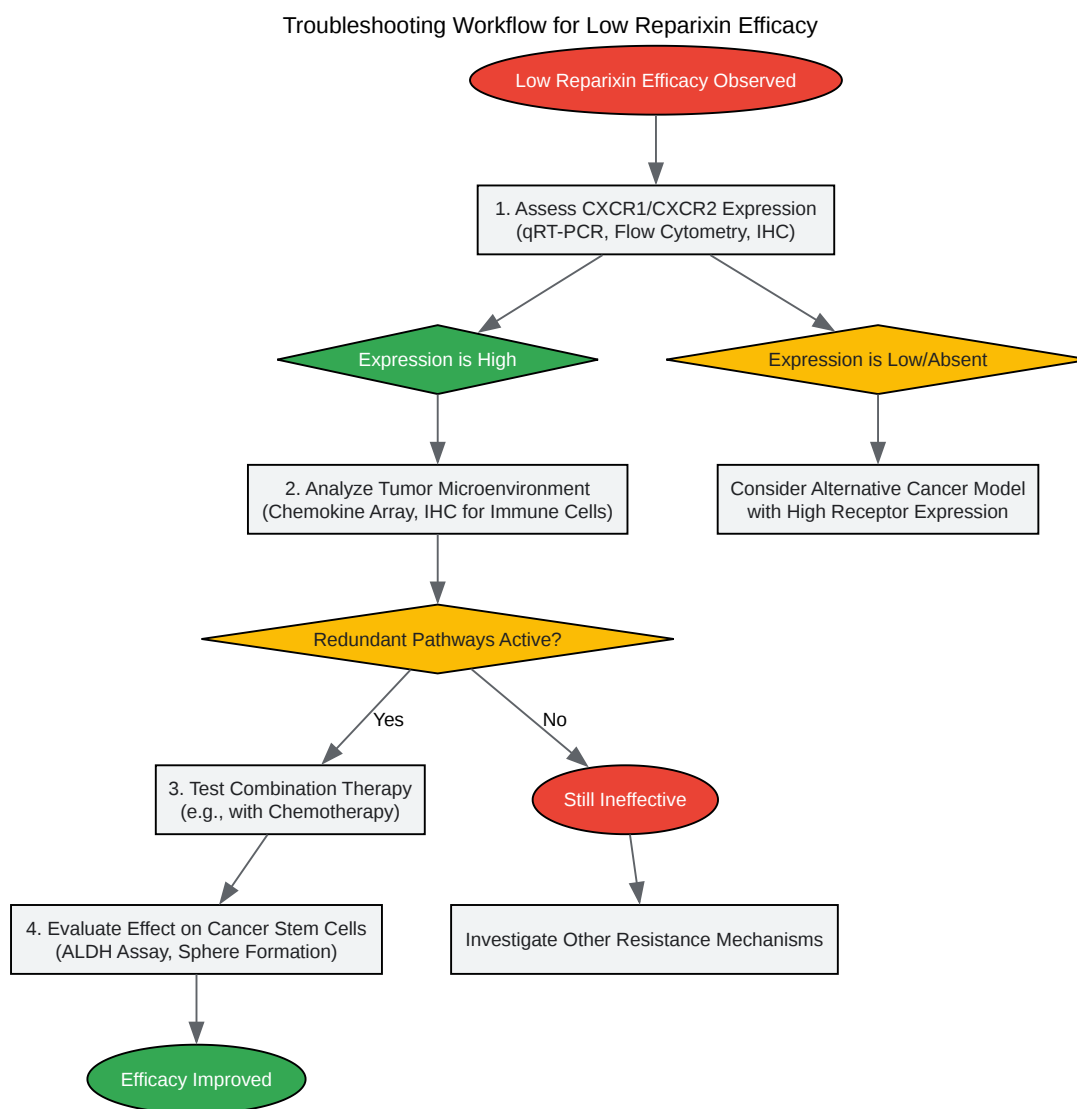 Troubleshooting Workflow for Low Reparixin Efficacy
Low Reparixin Efficacy Observed
1. Assess CXCR1/CXCR2 Expression
(qRT-PCR, Flow Cytometry, IHC)
Expression is High
Expression is Low/Absent
2. Analyze Tumor Microenvironment
(Chemokine Array, IHC for Immune Cells)
Consider Alternative Cancer Model
with High Receptor Expression
Redundant Pathways Active?
Yes
No
3. Test Combination Therapy
(e.g., with Chemotherapy)
Still Ineffective
4. Evaluate Effect on Cancer Stem Cells
(ALDH Assay, Sphere Formation)
Investigate Other Resistance Mechanisms
Efficacy Improved